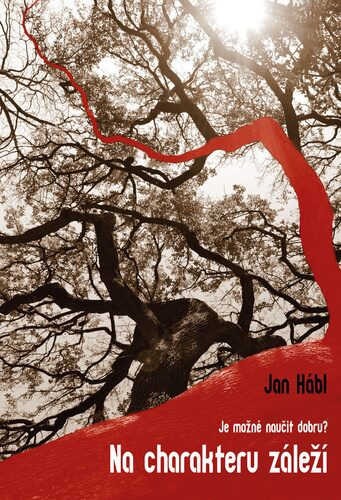 Jan Hábl
Je možné naučit dobru?
Na charakteru záleží